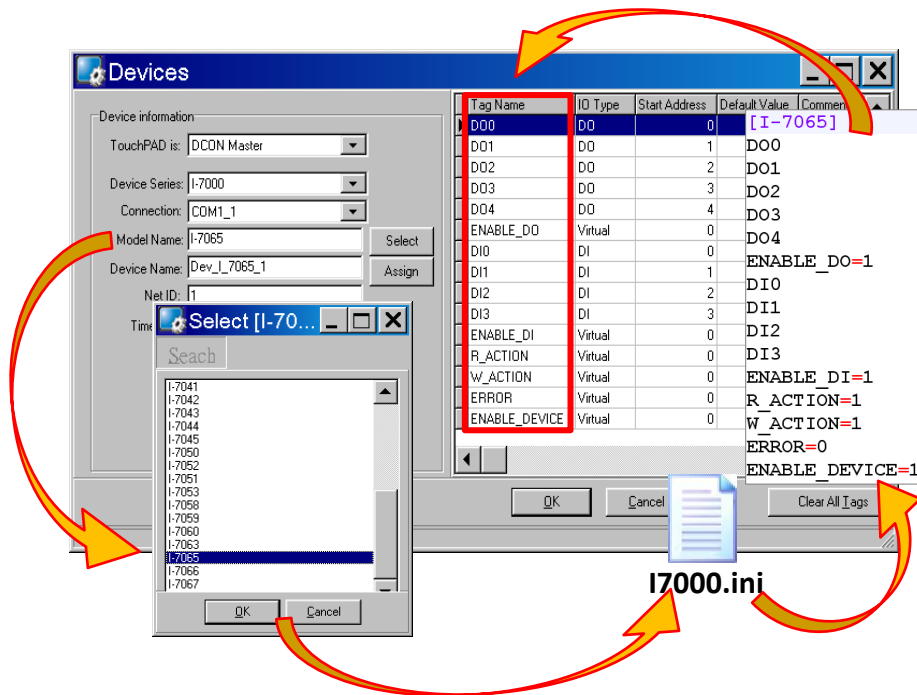 Devices
Device information
TouchPAD is: DCON Master
Device Series: I-7000
Connection: COM1_1
Model Name: I-7065 Select
Device Name: Dev_I_7065_1 Assign
Net ID: 1
Time
Tag Name IO Type Start Address Default Value Commen
DO0 DO 0
DO1 DO 1
DO2 DO 2
DO3 DO 3
DO4 DO 4
ENABLE_DO Virtual 0
DI0 DI 0
DI1 DI 1
DI2 DI 2
DI3 DI 3
ENABLE_DI Virtual 0
R_ACTION Virtual 0
W_ACTION Virtual 0
ERROR Virtual 0
ENABLE_DEVICE Virtual 0
[I-7065]
DO0
DO1
DO2
DO3
DO4
ENABLE_DO=1
DI0
DI1
DI2
DI3
ENABLE_DI=1
R_ACTION=1
W_ACTION=1
ERROR=0
ENABLE_DEVICE=1
OK Cancel Clear All Tags
Select [I-70...
Seach
I-7041
I-7042
I-7043
I-7044
I-7045
I-7050
I-7052
I-7051
I-7053
I-7058
I-7059
I-7060
I-7063
I-7065
I-7066
I-7067
OK Cancel
I7000.ini